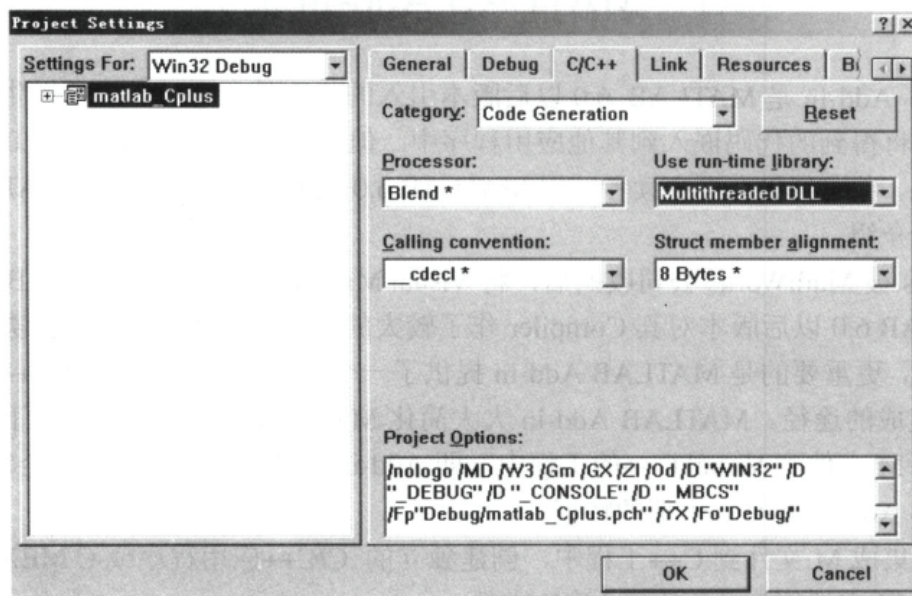 Project Settings
Settings For: Win32 Debug
matlab_Cplus
General Debug C/C++ Link Resources
Category: Code Generation
Reset
Processor: Use run-time library:
Blend * Multithreaded DLL
Calling convention: Struct member alignment:
__cdecl * 8 Bytes *
Project Options:
/nologo /MD /W3 /Gm /GX /ZI /Od /D "WIN32" /D
"_DEBUG" /D "_CONSOLE" /D "_MBCS"
/Fp"Debug/matlab_Cplus.pch" /YX /Fo"Debug/"
OK Cancel